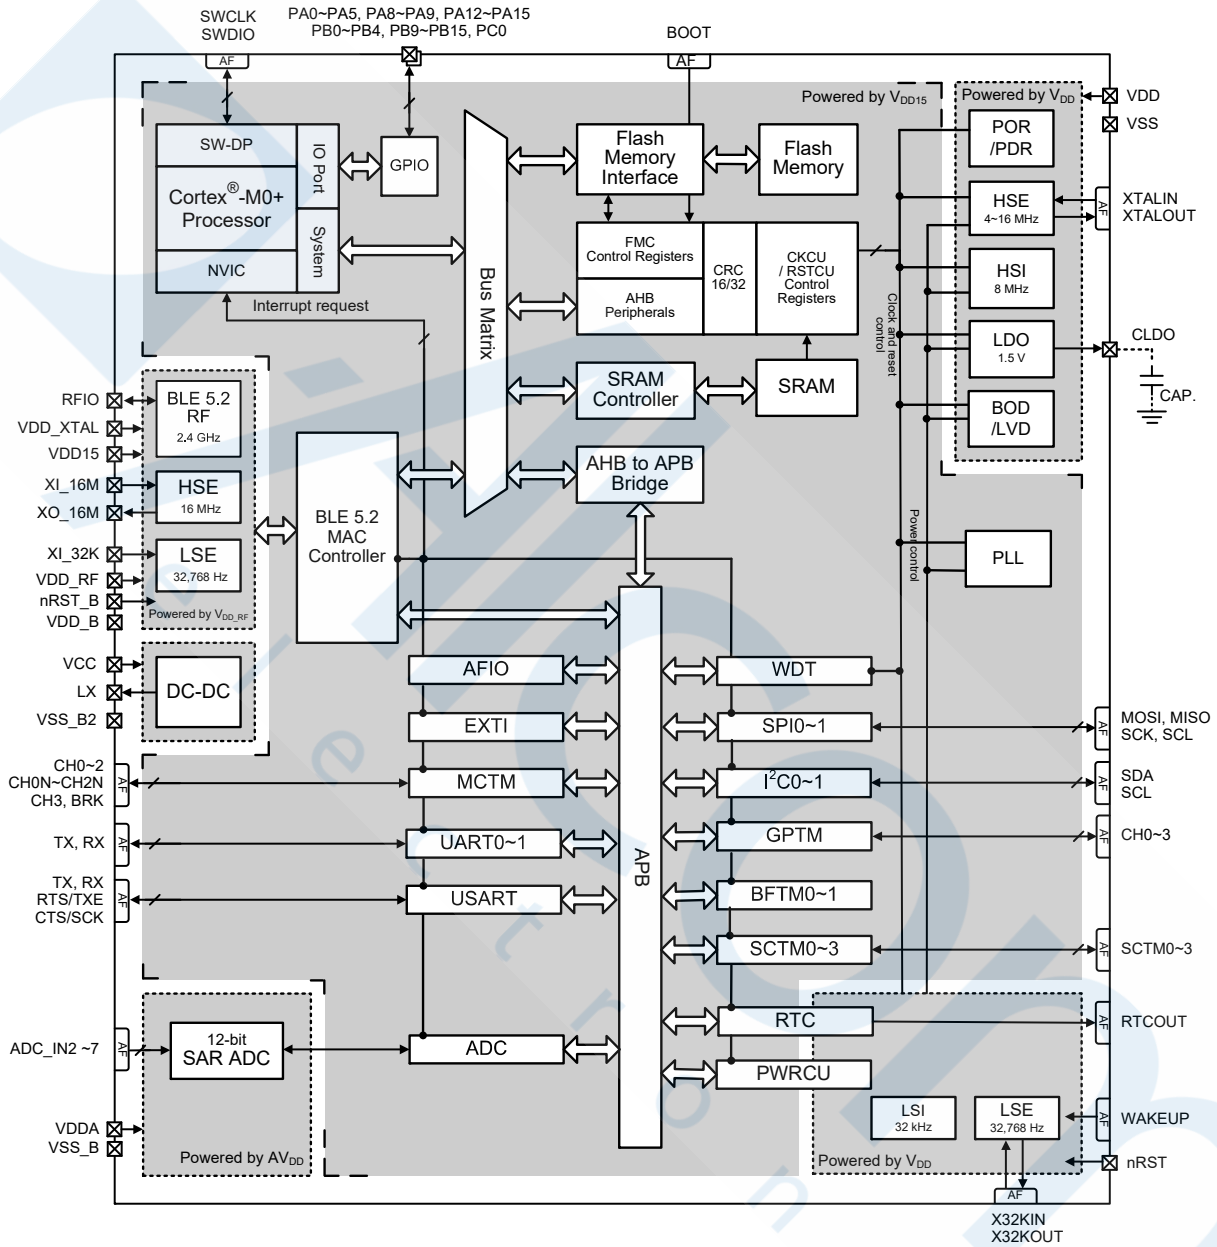 SWCLK
SWDIO
PA0~PA5, PA8~PA9, PA12~PA15
PB0~PB4, PB9~PB15, PC0
BOOT
AF
AF
Powered by VDD15
Powered by VDD
VDD
VSS
SW-DP
Cortex®-M0+
Processor
NVIC
IO Port
System
GPIO
Interrupt request
Bus Matrix
Flash
Memory
Interface
Flash
Memory
FMC
Control Registers
AHB
Peripherals
CRC
16/32
CKCU
/ RSTCU
Control
Registers
SRAM
Controller
SRAM
AHB to APB
Bridge
Clock and reset
control
Power control
POR
/PDR
HSE
4~16 MHz
HSI
8 MHz
LDO
1.5 V
BOD
/LVD
PLL
AF
XTALIN
XTALOUT
CLDO
CAP.
RFIO
VDD_XTAL
VDD15
XI_16M
XO_16M
XI_32K
VDD_RF
nRST_B
VDD_B
BLE 5.2
RF
2.4 GHz
HSE
16 MHz
LSE
32,768 Hz
Powered by VDD_RF
BLE 5.2
MAC
Controller
VCC
LX
VSS_B2
DC-DC
CH0~2
CH0N~CH2N
CH3, BRK
AF
TX, RX
AF
TX, RX
RTS/TXE
CTS/SCK
AF
AFIO
EXTI
MCTM
UART0~1
USART
ADC
APB
WDT
SPI0~1
I²C0~1
GPTM
BFTM0~1
SCTM0~3
RTC
PWRCU
AF
MOSI, MISO
SCK, SCL
AF
SDA
SCL
AF
CH0~3
AF
SCTM0~3
AF
RTCOUT
ADC_IN2 ~7
AF
12-bit
SAR ADC
VDDA
VSS_B
Powered by AVDD
LSI
32 kHz
LSE
32,768 Hz
Powered by VDD
AF
WAKEUP
nRST
AF
X32KIN
X32KOUT